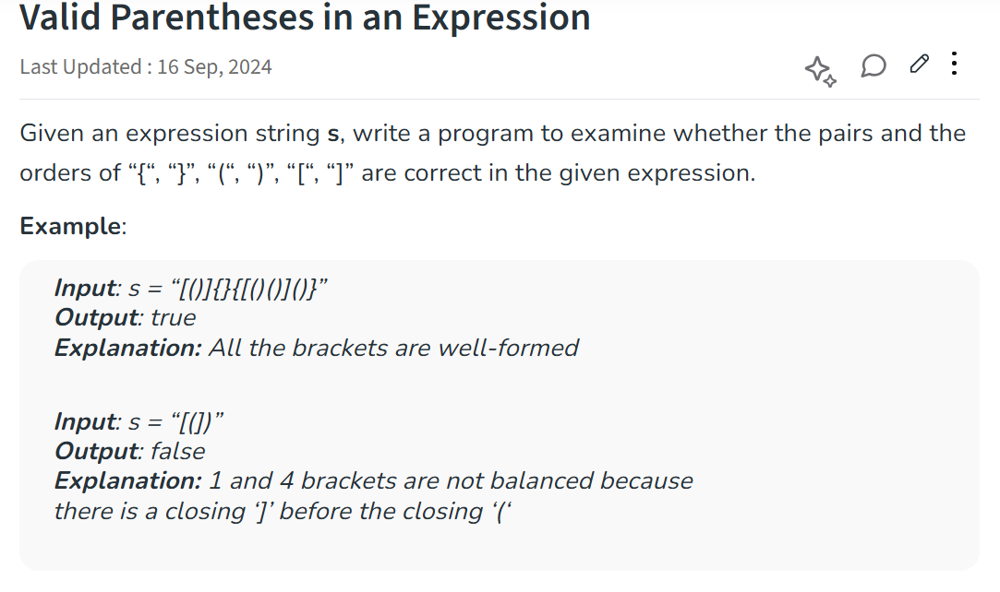 Valid Parentheses in an Expression
Last Updated : 16 Sep, 2024
Given an expression string s, write a program to examine whether the pairs and the
orders of “{“, “}”, “(“, “)”, “[“, “]” are correct in the given expression.
Example:
Input: s = “[()]{}{[()()]()}”
Output: true
Explanation: All the brackets are well-formed
Input: s = “[(])”
Output: false
Explanation: 1 and 4 brackets are not balanced because
there is a closing ‘]’ before the closing ‘(‘